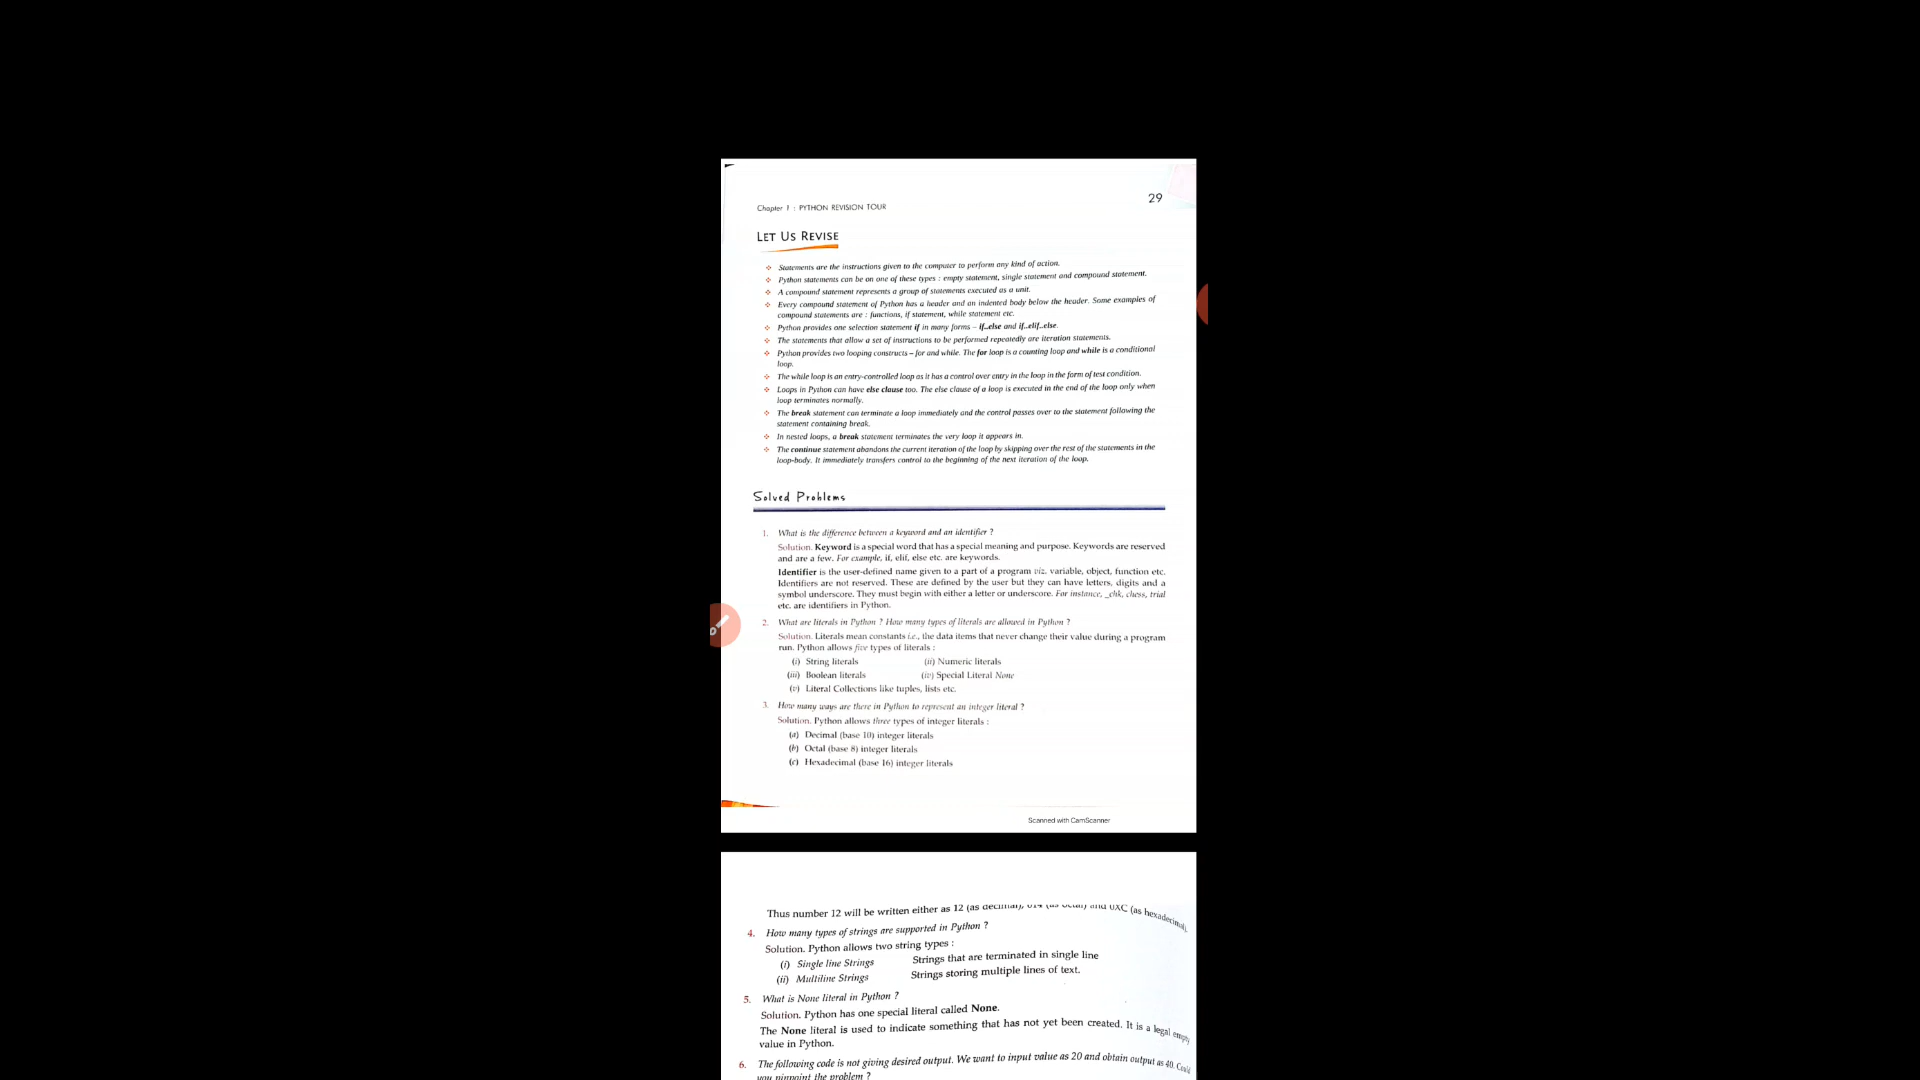 29
Chapter 1 : PYTHON REVISION TOUR
LET US REVISE
Statements are the instructions given to the computer to perform any kind of action.
Python statements can be on one of these types : empty statement, single statement and compound statement.
A compound statement represents a group of statements executed as a unit.
Every compound statement of Python has a header and an indented body below the header. Some examples of
compound statements are : functions, if statement, while statement etc.
Python provides one selection statement if in many forms – if..else and if..elif..else.
The statements that allow a set of instructions to be performed repeatedly are iteration statements.
Python provides two looping constructs – for and while. The for loop is a counting loop and while is a conditional
loop.
The while loop is an entry-controlled loop as it has a control over entry in the loop in the form of test condition.
Loops in Python can have else clause too. The else clause of a loop is executed in the end of the loop only when
loop terminates normally.
The break statement can terminate a loop immediately and the control passes over to the statement following the
statement containing break.
In nested loops, a break statement terminates the very loop it appears in.
The continue statement abandons the current iteration of the loop by skipping over the rest of the statements in the
loop-body. It immediately transfers control to the beginning of the next iteration of the loop.
Solved Problems
1. What is the difference between a keyword and an identifier ?
Solution. Keyword is a special word that has a special meaning and purpose. Keywords are reserved
and are a few. For example, if, elif, else etc. are keywords.
Identifier is the user-defined name given to a part of a program viz. variable, object, function etc.
Identifiers are not reserved. These are defined by the user but they can have letters, digits and a
symbol underscore. They must begin with either a letter or underscore. For instance, _chk, chess, trial
etc. are identifiers in Python.
2. What are literals in Python ? How many types of literals are allowed in Python ?
Solution. Literals mean constants i.e., the data items that never change their value during a program
run. Python allows five types of literals :
(i) String literals (ii) Numeric literals
(iii) Boolean literals (iv) Special Literal None
(v) Literal Collections like tuples, lists etc.
3. How many ways are there in Python to represent an integer literal ?
Solution. Python allows three types of integer literals :
(a) Decimal (base 10) integer literals
(b) Octal (base 8) integer literals
(c) Hexadecimal (base 16) integer literals
Scanned with CamScanner
Thus number 12 will be written either as 12 (as decimal), (as octal) and 0XC (as hexadecimal).
4. How many types of strings are supported in Python ?
Solution. Python allows two string types :
(i) Single line Strings Strings that are terminated in single line
(ii) Multiline Strings Strings storing multiple lines of text.
5. What is None literal in Python ?
Solution. Python has one special literal called None.
The None literal is used to indicate something that has not yet been created. It is a legal empty
value in Python.
6. The following code is not giving desired output. We want to input value as 20 and obtain output as 40. Could
you pinpoint the problem ?